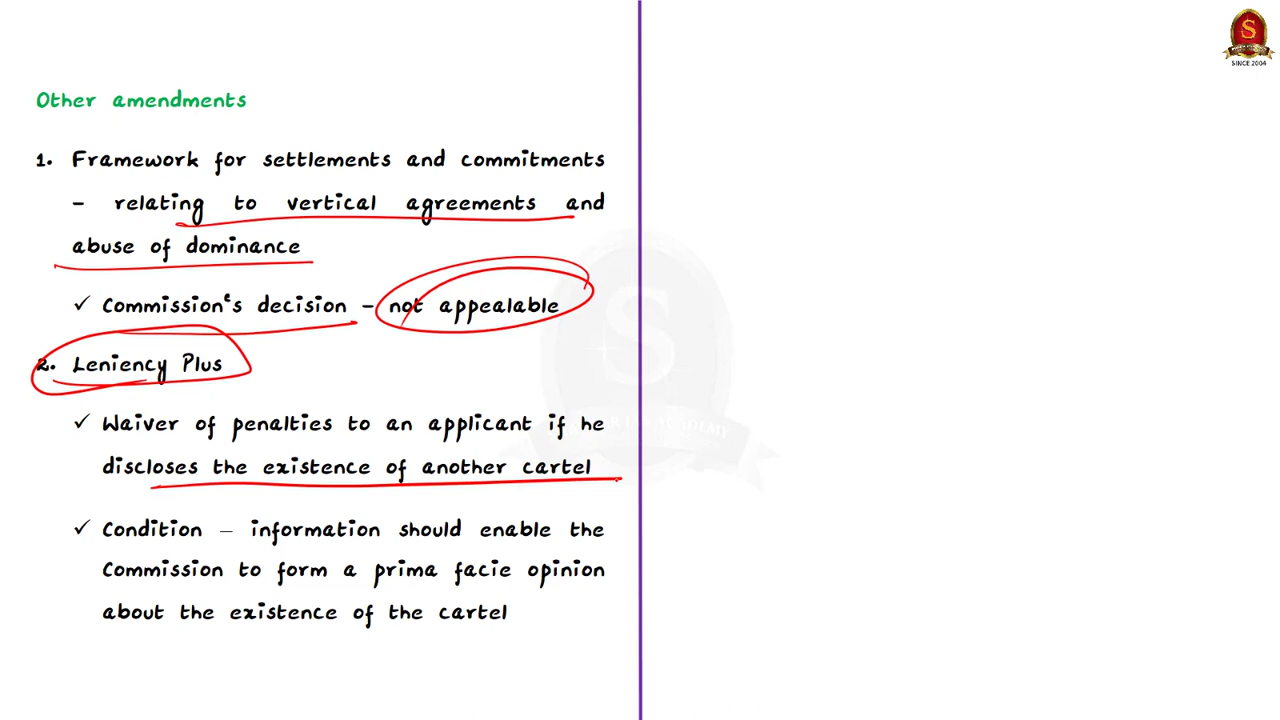 Other amendments
1. Framework for settlements and commitments
- relating to vertical agreements and
abuse of dominance
✓ Commission's decision - not appealable
2. Leniency Plus
✓ Waiver of penalties to an applicant if he
discloses the existence of another cartel
✓ Condition – information should enable the
Commission to form a prima facie opinion
about the existence of the cartel
S
SINCE 2004